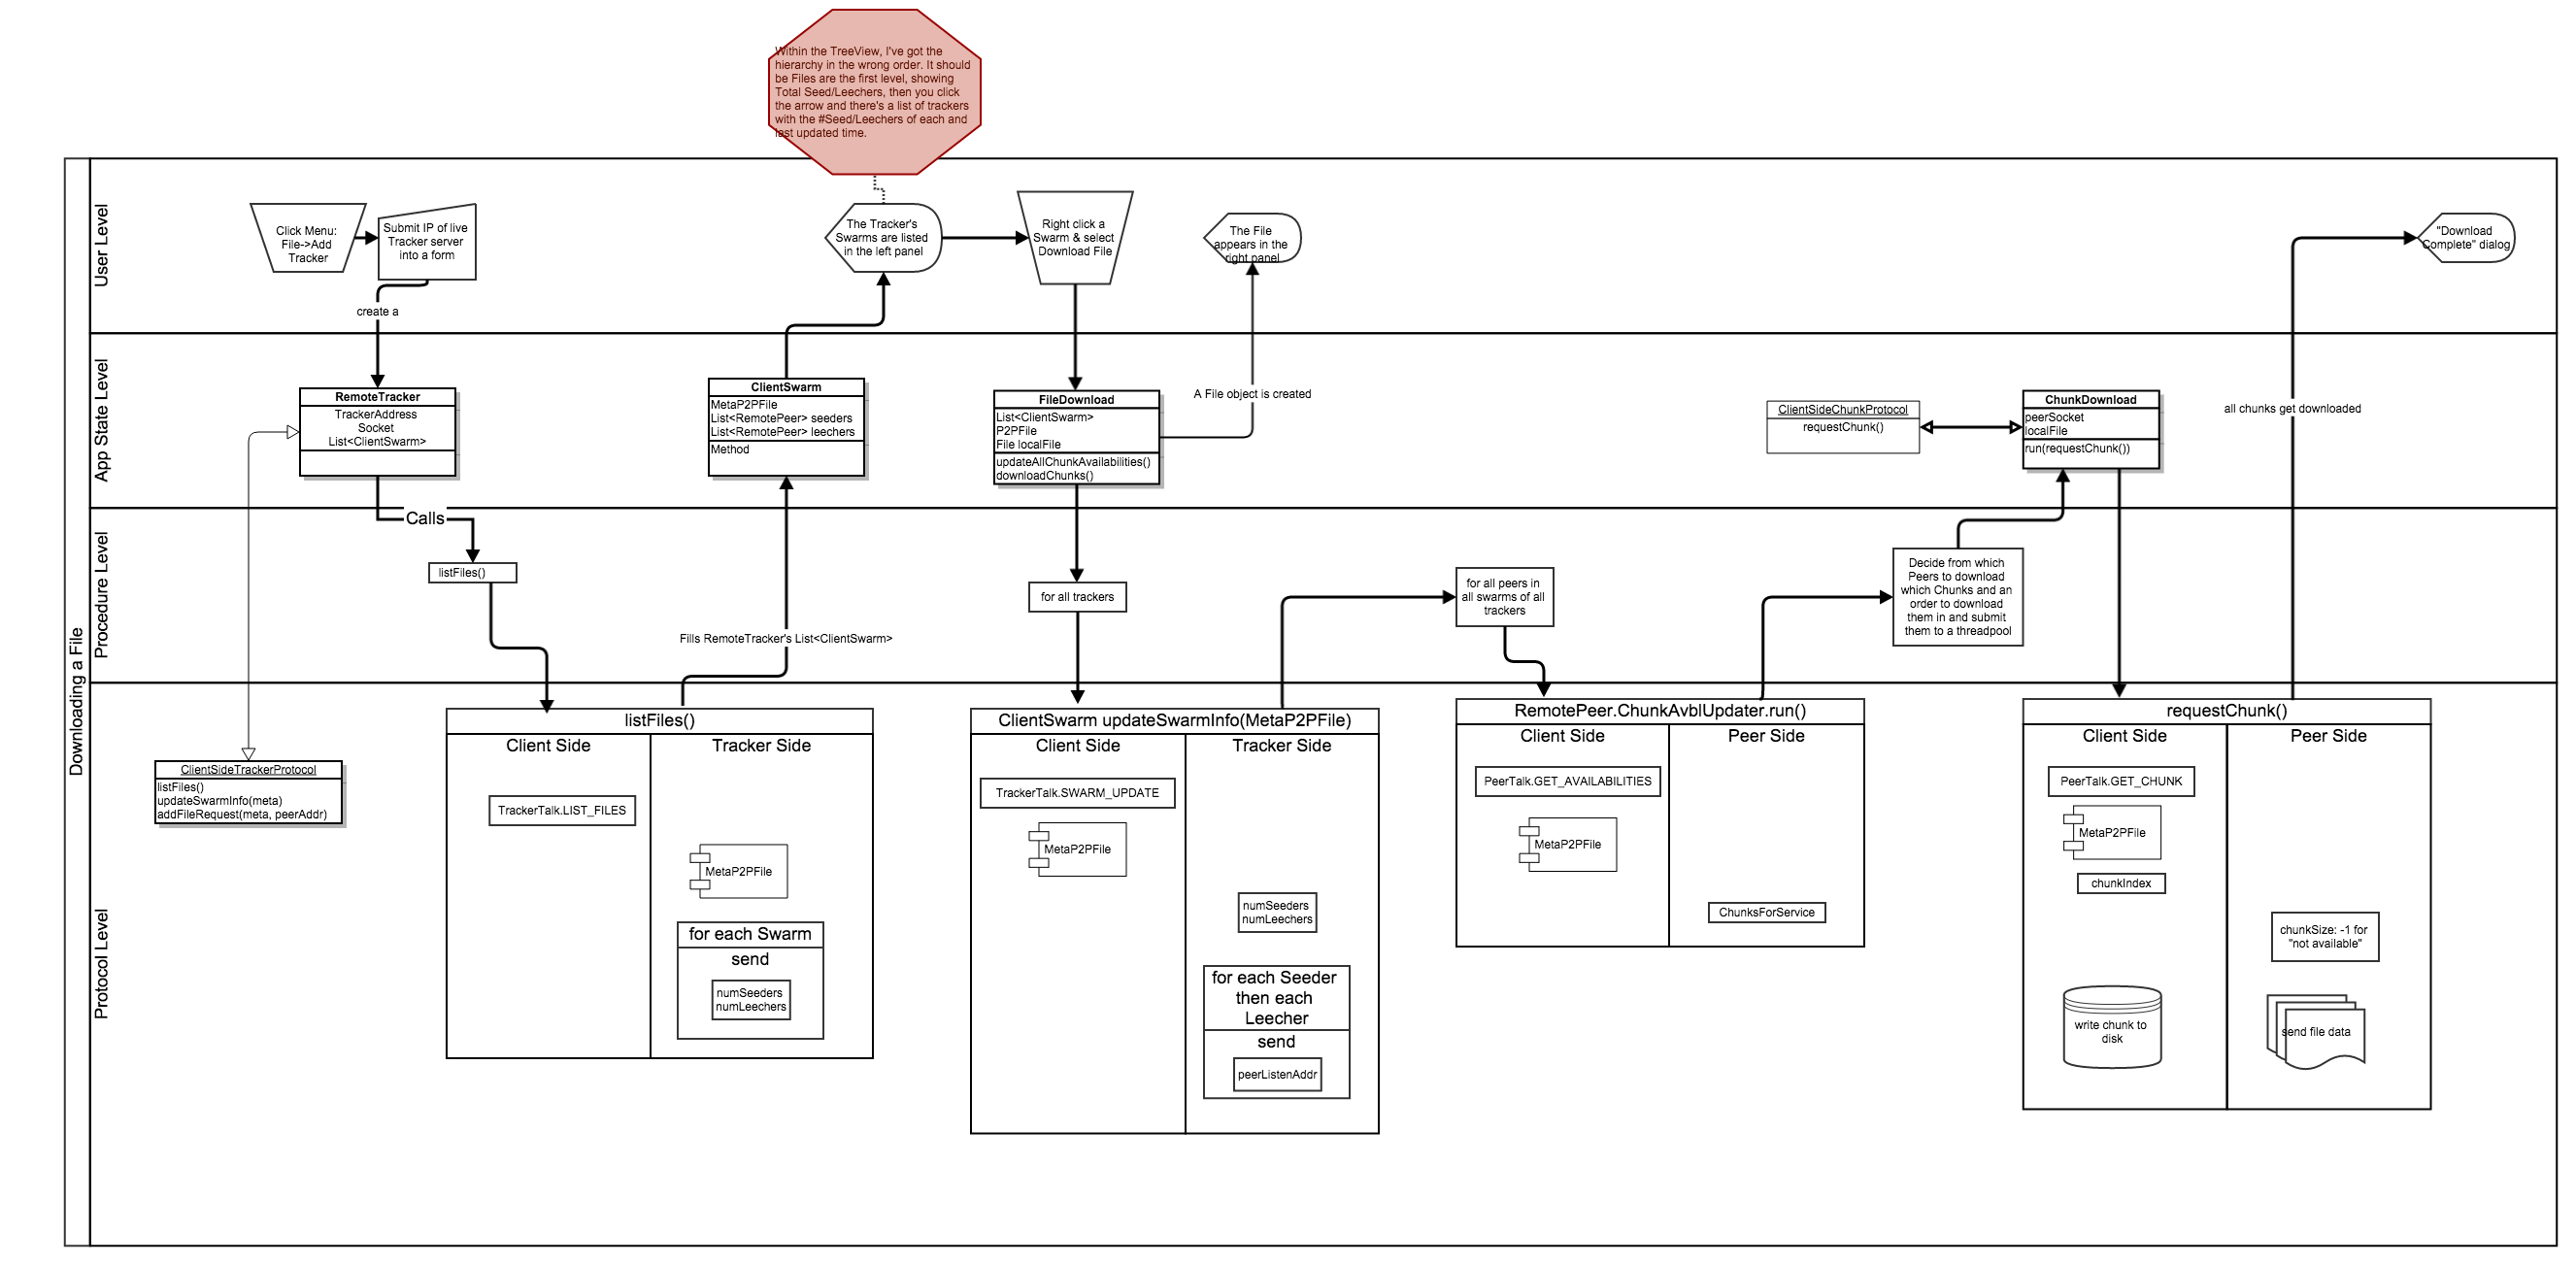 Within the TreeView, I've got the
hierarchy in the wrong order. It should
be Files are the first level, showing
Total Seed/Leechers, then you click
the arrow and there's a list of trackers
with the #Seed/Leechers of each and
last updated time.
Downloading a File
User Level
Click Menu:
File->Add
Tracker
Submit IP of live
Tracker server
into a form
create a
The Tracker's
Swarms are listed
in the left panel
Right click a
Swarm & select
Download File
The File
appears in the
right panel
"Download
Complete" dialog
App State Level
RemoteTracker
TrackerAddress
Socket
List<ClientSwarm>
Calls
ClientSwarm
MetaP2PFile
List<RemotePeer> seeders
List<RemotePeer> leechers
Method
FileDownload
List<ClientSwarm>
P2PFile
File localFile
updateAllChunkAvailabilities()
downloadChunks()
A File object is created
ClientSideChunkProtocol
requestChunk()
ChunkDownload
peerSocket
localFile
run(requestChunk())
all chunks get downloaded
Procedure Level
listFiles()
Fills RemoteTracker's List<ClientSwarm>
for all trackers
for all peers in
all swarms of all
trackers
Decide from which
Peers to download
which Chunks and an
order to download
them in and submit
them to a threadpool
Protocol Level
ClientSideTrackerProtocol
listFiles()
updateSwarmInfo(meta)
addFileRequest(meta, peerAddr)
listFiles()
Client Side
Tracker Side
TrackerTalk.LIST_FILES
MetaP2PFile
for each Swarm
send
numSeeders
numLeechers
ClientSwarm updateSwarmInfo(MetaP2PFile)
Client Side
Tracker Side
TrackerTalk.SWARM_UPDATE
MetaP2PFile
numSeeders
numLeechers
for each Seeder
then each
Leecher
send
peerListenAddr
RemotePeer.ChunkAvblUpdater.run()
Client Side
Peer Side
PeerTalk.GET_AVAILABILITIES
MetaP2PFile
ChunksForService
requestChunk()
Client Side
Peer Side
PeerTalk.GET_CHUNK
MetaP2PFile
chunkIndex
chunkSize: -1 for
"not available"
write chunk to
disk
send file data